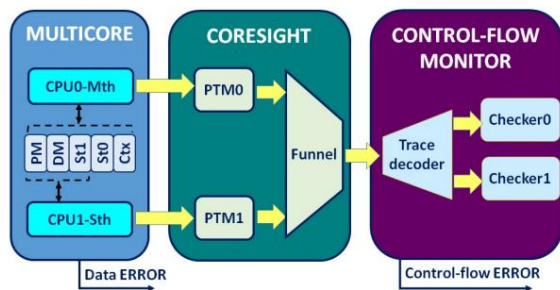 MULTICORE
CPU0-Mth
PM
DM
St1
St0
Ctx
CPU1-Sth
Data ERROR
CORESIGHT
PTM0
Funnel
PTM1
CONTROL-FLOW
MONITOR
Trace
decoder
Checker0
Checker1
Control-flow ERROR